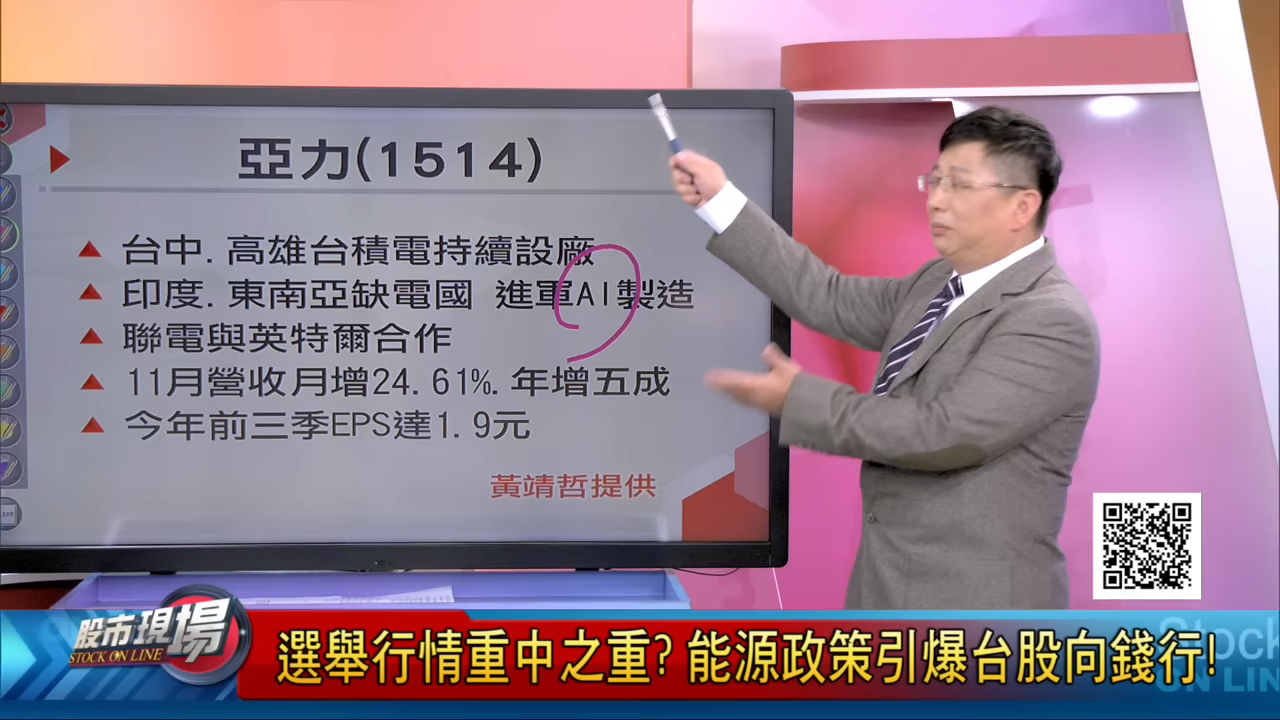 亞力(1514)
台中.高雄台積電持續設廠
印度.東南亞缺電國 進軍AI製造
聯電與英特爾合作
11月營收月增24.61%.年增五成
今年前三季EPS達1.9元
黃靖哲提供
股市現場
STOCK ON LINE
選舉行情重中之重? 能源政策引爆台股向錢行!
Stock
ON LIN